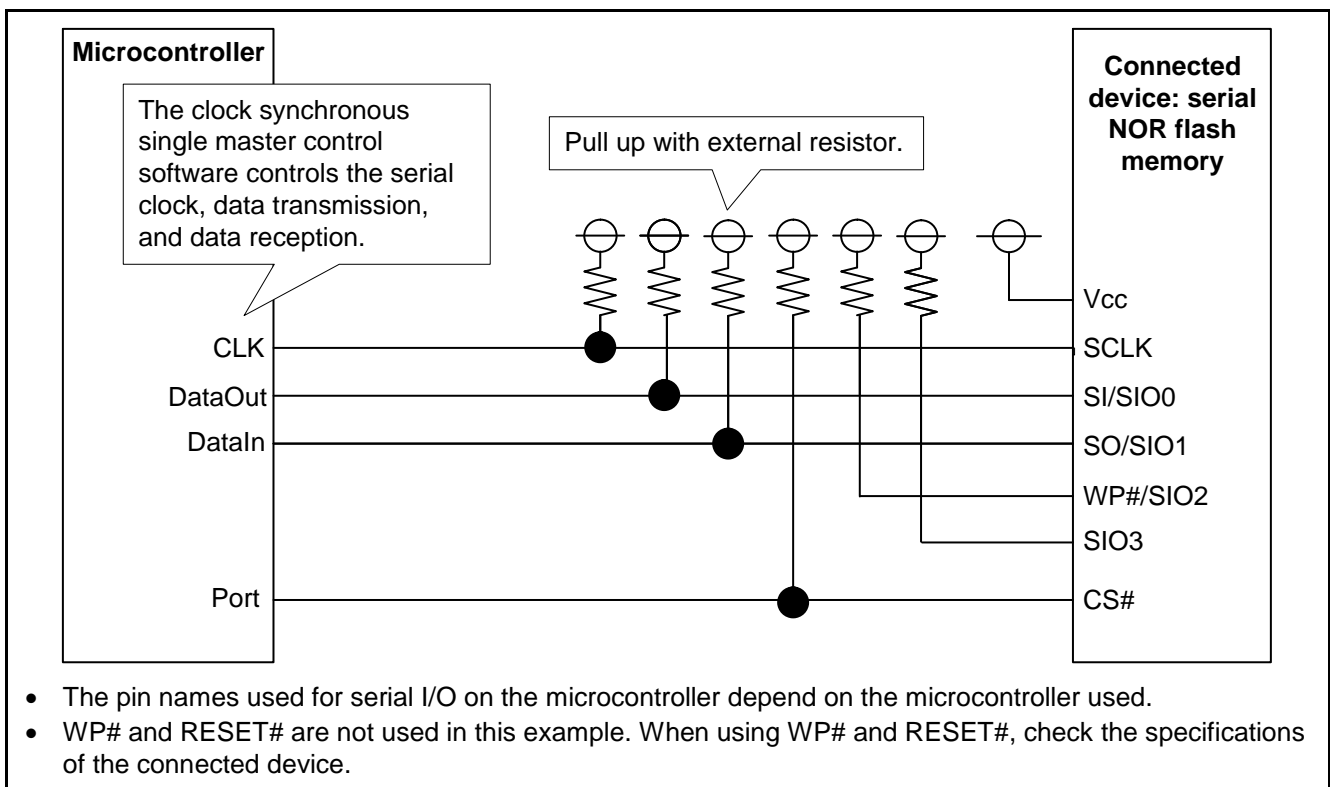 Microcontroller
The clock synchronous
single master control
software controls the serial
clock, data transmission,
and data reception.
Pull up with external resistor.
Connected
device: serial
NOR flash
memory
Vcc
CLK
SCLK
DataOut
SI/SIO0
DataIn
SO/SIO1
WP#/SIO2
SIO3
Port
CS#
• The pin names used for serial I/O on the microcontroller depend on the microcontroller used.
• WP# and RESET# are not used in this example. When using WP# and RESET#, check the specifications
of the connected device.